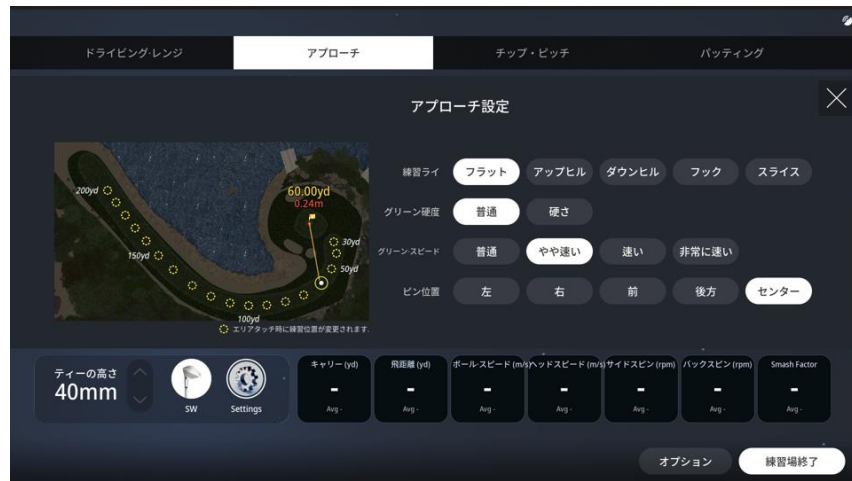 ドライビング·レンジ アプローチ チップ・ピッチ パッティング
アプローチ設定
練習ライ フラット アップヒル ダウンヒル フック スライス
グリーン硬度 普通 硬さ
グリーン·スピード 普通 やや速い 速い 非常に速い
ピン位置 左 右 前 後方 センター
200yd
60.00yd
0.24m
30yd
150yd
50yd
100yd
エリアタッチ時に練習位置が変更されます.
ティーの高さ
40mm
SW Settings
キャリー (yd) 飛距離 (yd) ボール·スピード (m/s) ヘッドスピード (m/s) サイドスピン (rpm) バックスピン (rpm) Smash Factor
- - - - - - -
Avg - Avg - Avg - Avg - Avg - Avg - Avg -
オプション 練習場終了